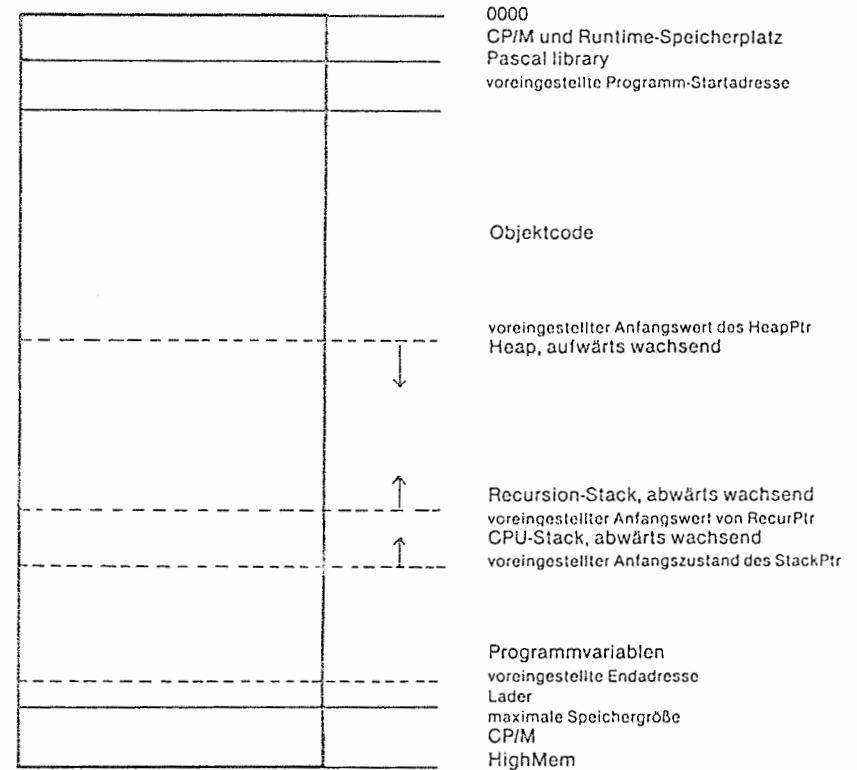 0000
CP/M und Runtime-Speicherplatz
Pascal library
voreingestellte Programm-Startadresse
Objektcode
voreingestellter Anfangswert des HeapPtr
Heap, aufwärts wachsend
Recursion-Stack, abwärts wachsend
voreingestellter Anfangswert von RecurPtr
CPU-Stack, abwärts wachsend
voreingestellter Anfangszustand des StackPtr
Programmvariablen
voreingestellte Endadresse
Lader
maximale Speichergröße
CP/M
HighMem